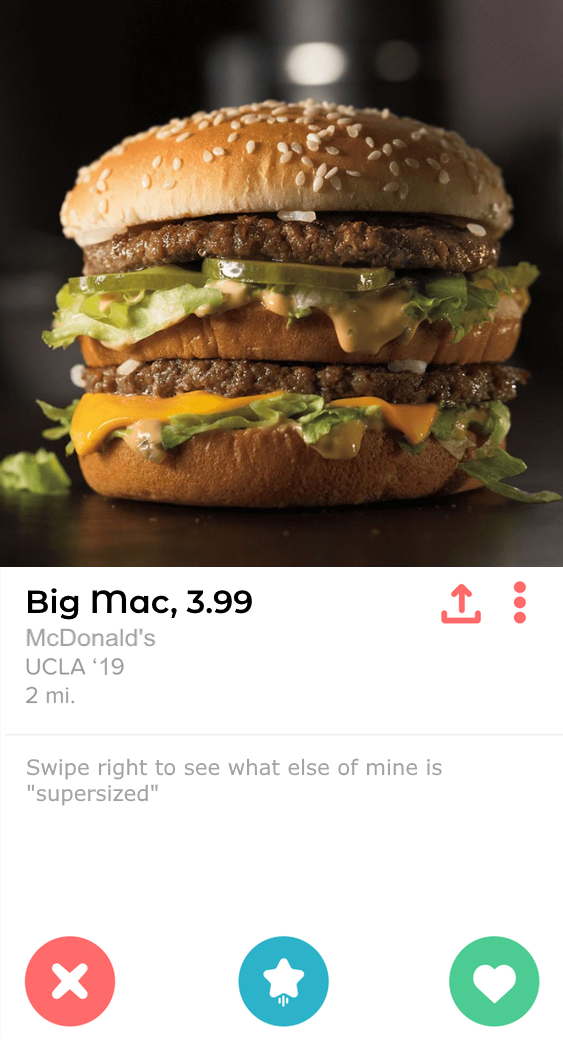 Big Mac, 3.99
McDonald's
UCLA ‘19
2 mi.
Swipe right to see what else of mine is
"supersized"